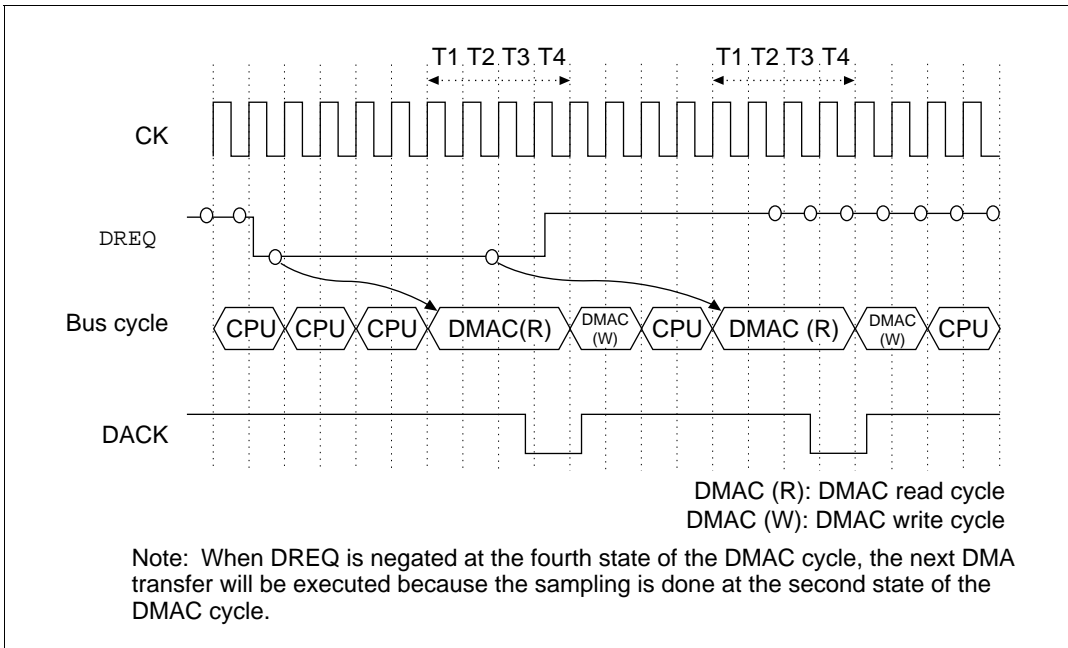 T1 T2 T3 T4 T1 T2 T3 T4
CK
DREQ
Bus cycle CPU CPU CPU DMAC(R) DMAC (W) CPU DMAC (R) DMAC (W) CPU
DACK
DMAC (R): DMAC read cycle
DMAC (W): DMAC write cycle
Note: When DREQ is negated at the fourth state of the DMAC cycle, the next DMA
transfer will be executed because the sampling is done at the second state of the
DMAC cycle.